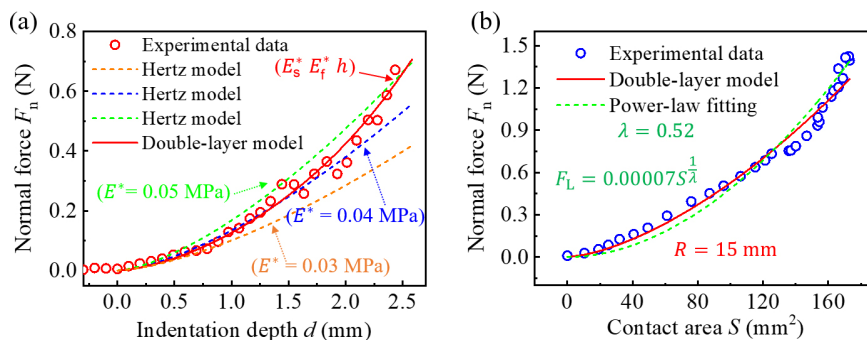 (a)
0.8
0.6
0.4
0.2
0.0
Normal force Fn (N)
Experimental data
Hertz model
Hertz model
Hertz model
Double-layer model
(E*s E*f h)
(E* = 0.05 MPa)
(E* = 0.04 MPa)
(E* = 0.03 MPa)
0.0 0.5 1.0 1.5 2.0 2.5
Indentation depth d (mm)
(b)
1.5
1.2
0.9
0.6
0.3
0.0
Normal force Fn (N)
Experimental data
Double-layer model
Power-law fitting
λ = 0.52
FL = 0.00007S^(1/λ)
R = 15 mm
0 40 80 120 160
Contact area S (mm²)